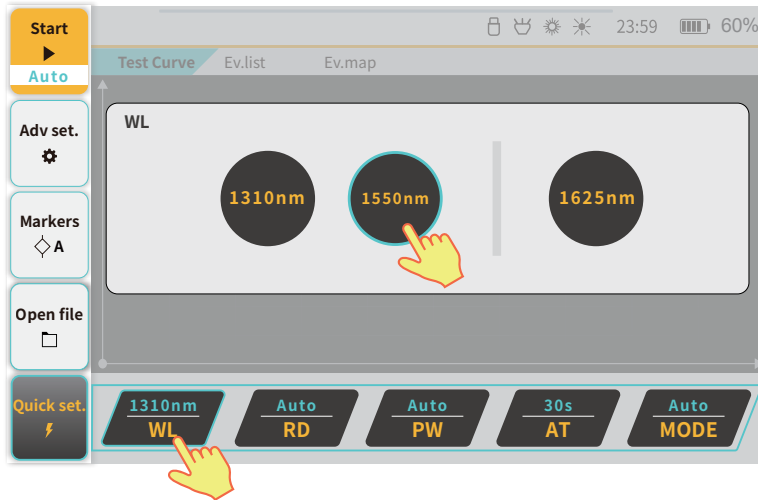 Start
Auto
23:59
60%
Test Curve Ev.list Ev.map
WL
1310nm 1550nm 1625nm
Adv set.
Markers
A
Open file
Quick set.
1310nm Auto Auto 30s Auto
WL RD PW AT MODE